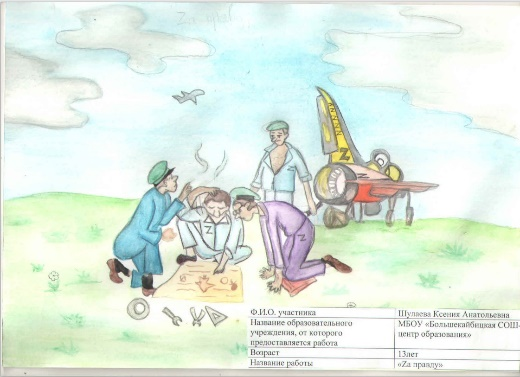 Z
Z
Z
Ф.И.О. участника Шулаева Ксения Анатольевна
Название образовательного учреждения, от которого предоставляется работа МБОУ «Большекайбицкая СОШ- центр образования»
Возраст 13лет
Название работы «Zа правду»